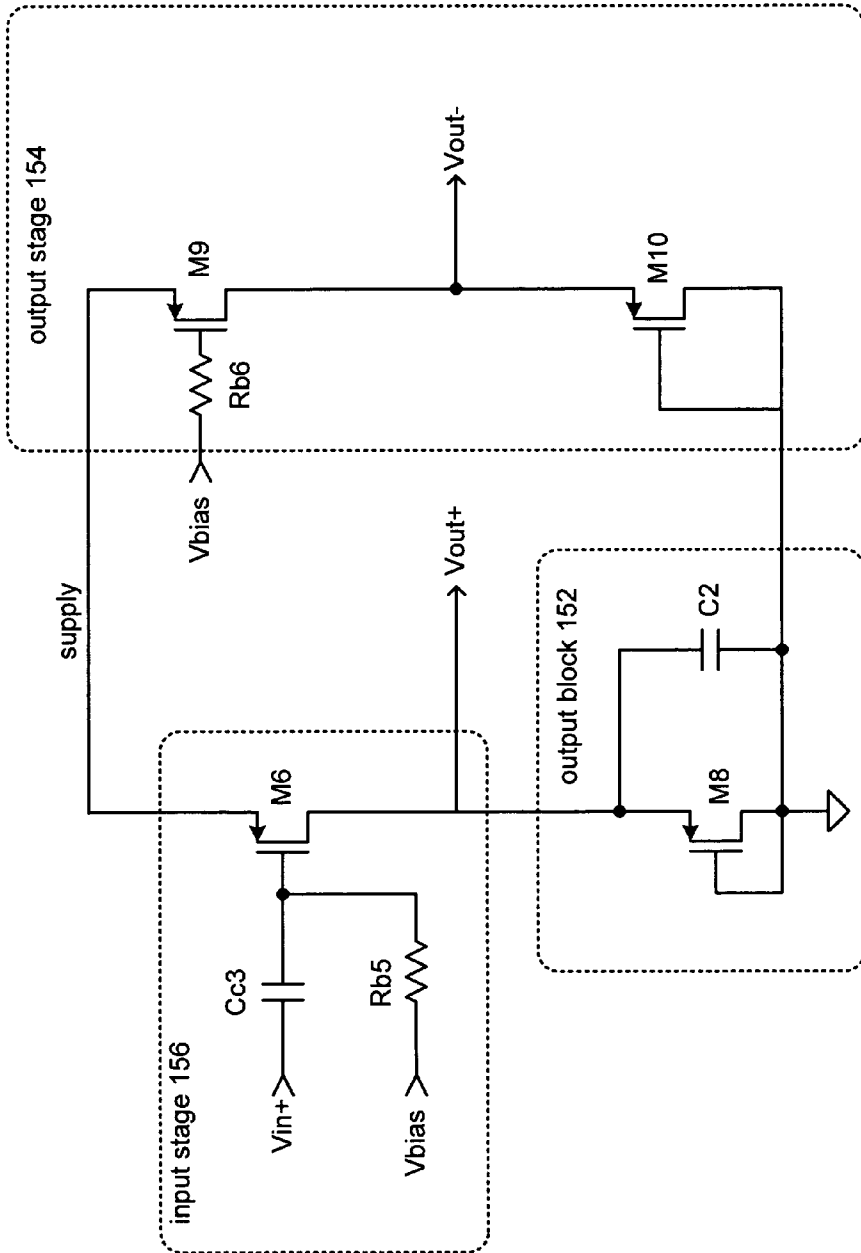 output stage 154
M9
Rb6
Vbias
Vout-
M10
supply
Vout+
output block 152
C2
M8
M6
Cc3
Rb5
Vin+
Vbias
input stage 156